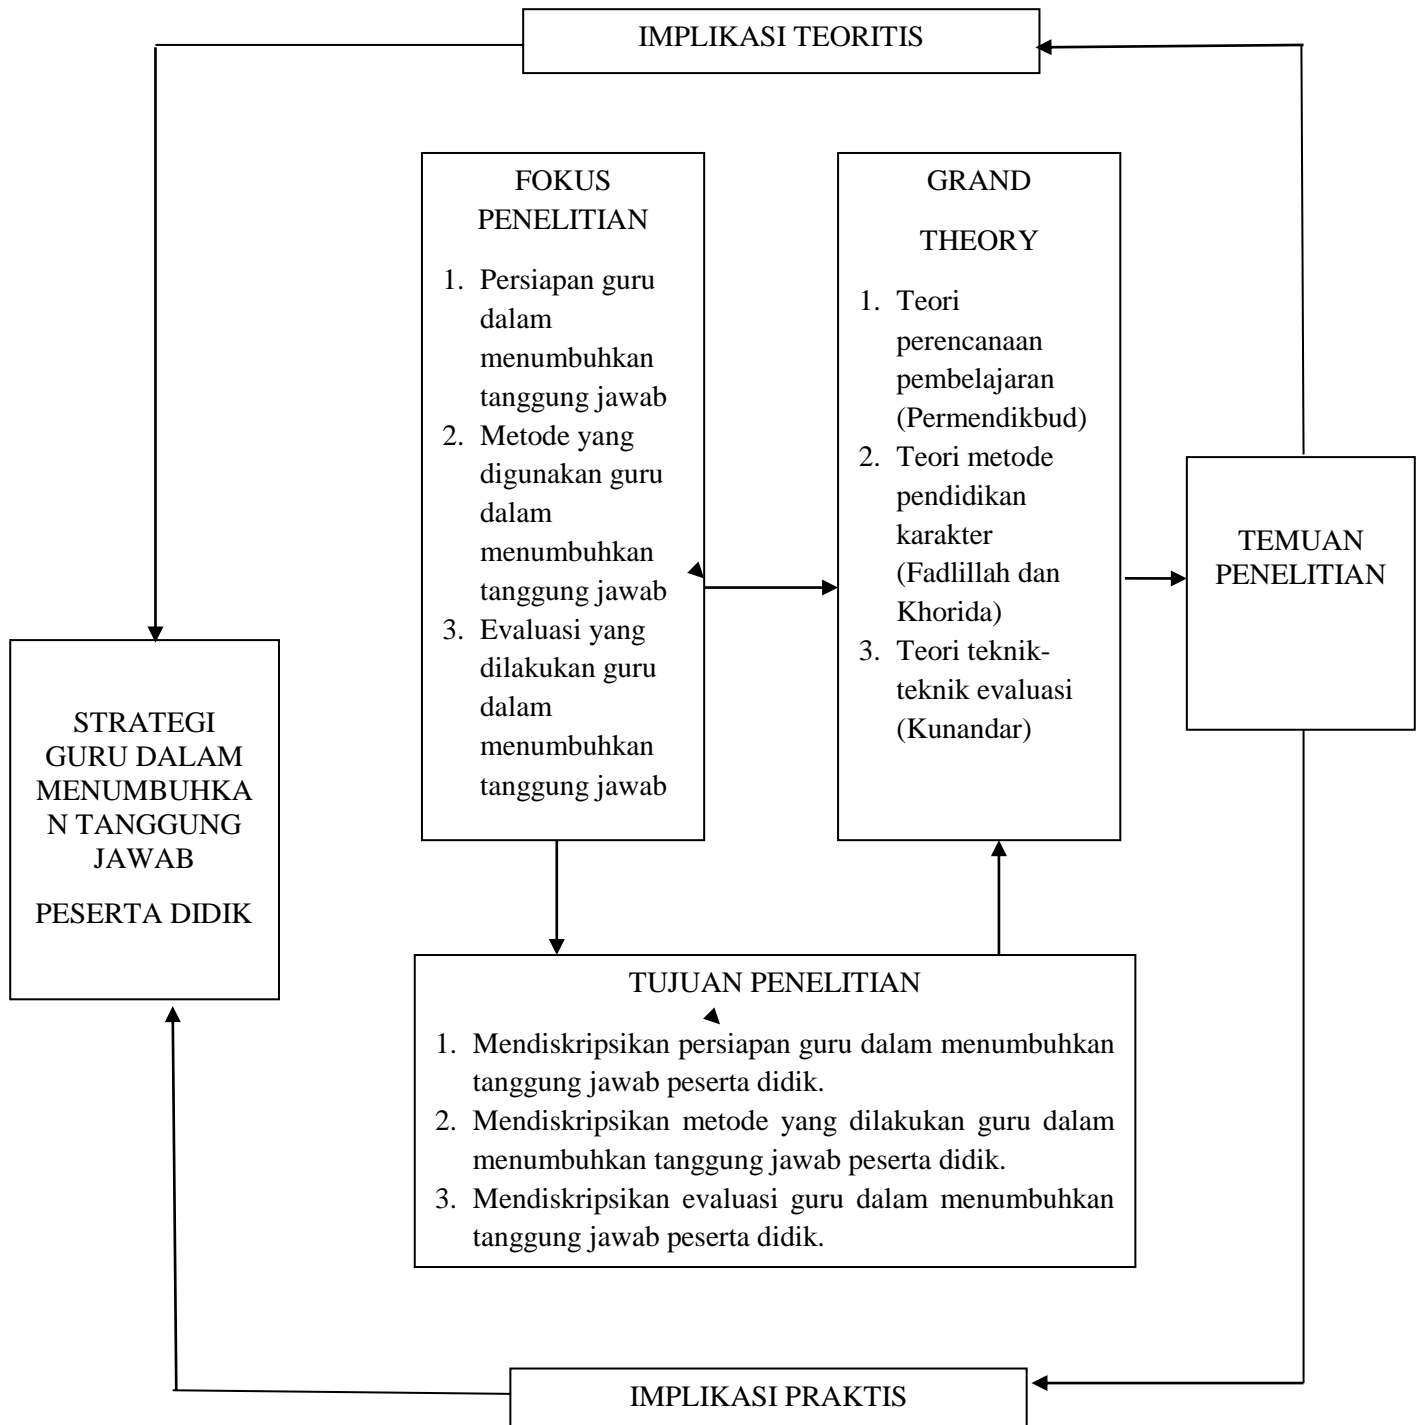 IMPLIKASI TEORITIS
FOKUS
PENELITIAN
1. Persiapan guru
dalam
menumbuhkan
tanggung jawab
2. Metode yang
digunakan guru
dalam
menumbuhkan
tanggung jawab
3. Evaluasi yang
dilakukan guru
dalam
menumbuhkan
tanggung jawab
GRAND
THEORY
1. Teori
perencanaan
pembelajaran
(Permendikbud)
2. Teori metode
pendidikan
karakter
(Fadlillah dan
Khorida)
3. Teori teknik-
teknik evaluasi
(Kunandar)
TEMUAN
PENELITIAN
STRATEGI
GURU DALAM
MENUMBUHKA
N TANGGUNG
JAWAB
PESERTA DIDIK
TUJUAN PENELITIAN
1. Mendiskripsikan persiapan guru dalam menumbuhkan
tanggung jawab peserta didik.
2. Mendiskripsikan metode yang dilakukan guru dalam
menumbuhkan tanggung jawab peserta didik.
3. Mendiskripsikan evaluasi guru dalam menumbuhkan
tanggung jawab peserta didik.
IMPLIKASI PRAKTIS